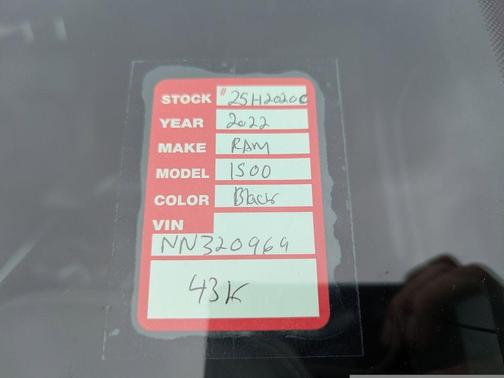 STOCK # 25H2020C
YEAR 2022
MAKE RAM
MODEL 1500
COLOR Black
VIN
NN320969
43K